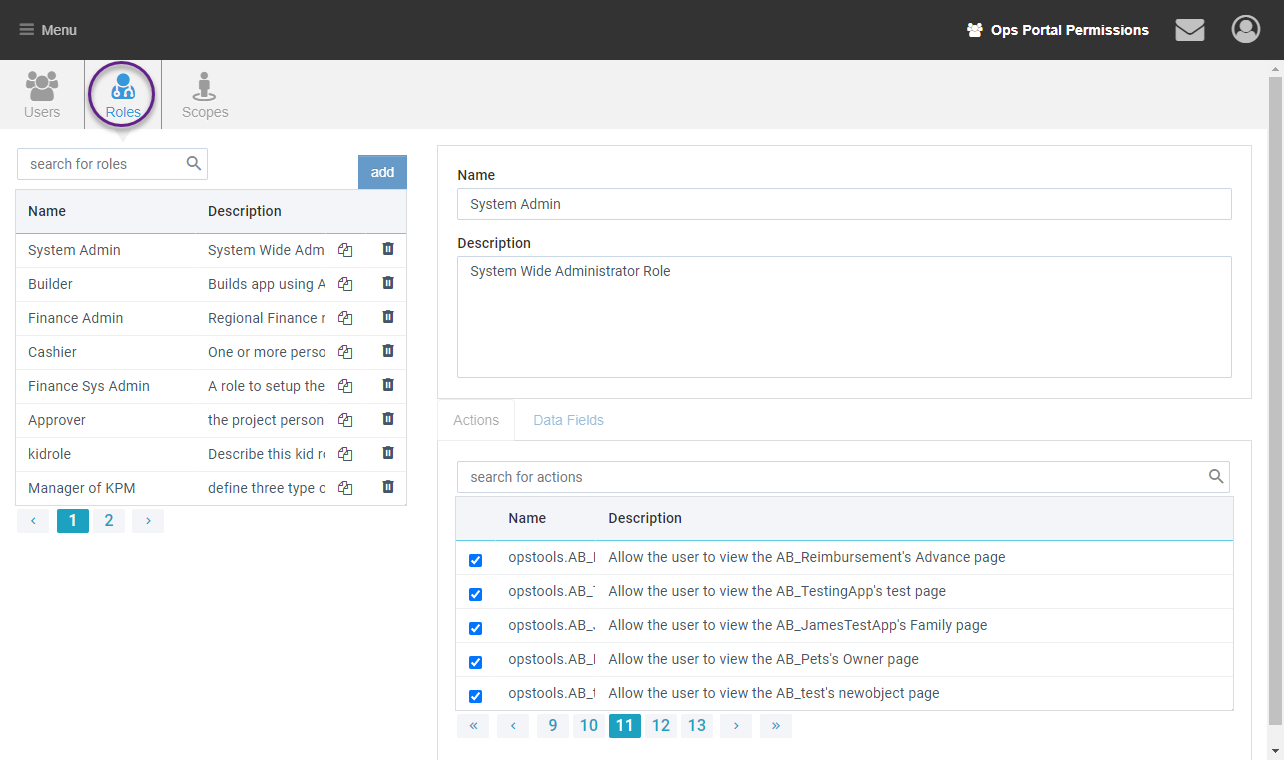 Menu
Ops Portal Permissions
Users
Roles
Scopes
search for roles
add
Name Description
System Admin System Wide Adm
Builder Builds app using A
Finance Admin Regional Finance r
Cashier One or more perso
Finance Sys Admin A role to setup the
Approver the project person
kidrole Describe this kid r
Manager of KPM define three type o
‹ 1 2 ›
Name
System Admin
Description
System Wide Administrator Role
Actions Data Fields
search for actions
Name Description
opstools.AB_ Allow the user to view the AB_Reimbursement's Advance page
opstools.AB_ Allow the user to view the AB_TestingApp's test page
opstools.AB_ Allow the user to view the AB_JamesTestApp's Family page
opstools.AB_ Allow the user to view the AB_Pets's Owner page
opstools.AB_t Allow the user to view the AB_test's newobject page
« ‹ 9 10 11 12 13 › »